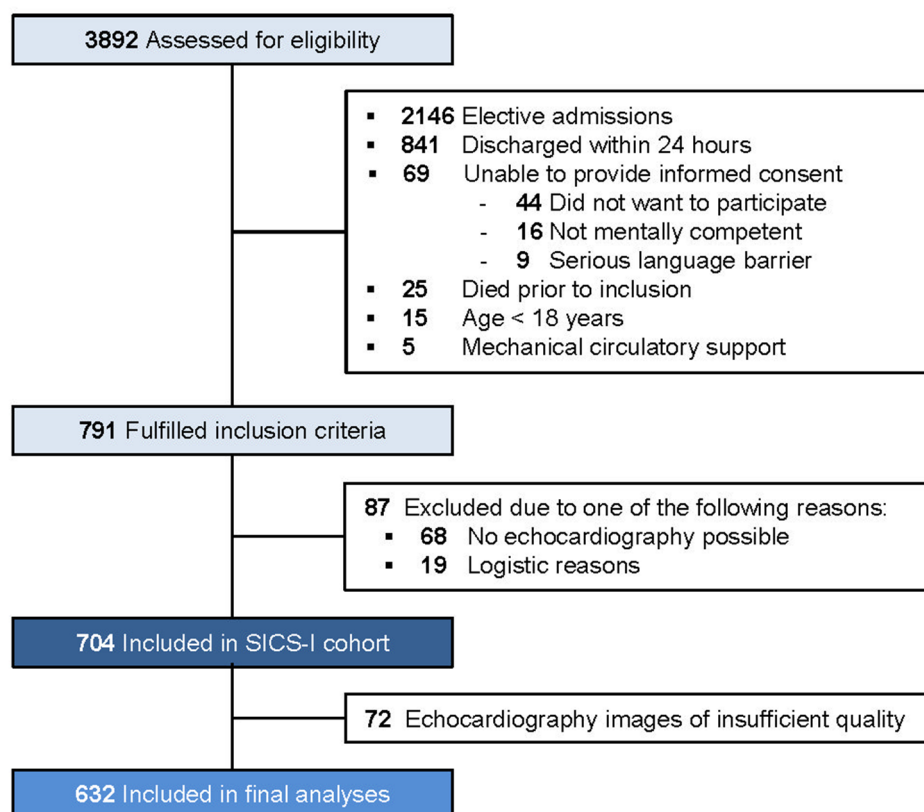 3892 Assessed for eligibility
▪ 2146 Elective admissions
▪ 841 Discharged within 24 hours
▪ 69 Unable to provide informed consent
- 44 Did not want to participate
- 16 Not mentally competent
- 9 Serious language barrier
▪ 25 Died prior to inclusion
▪ 15 Age < 18 years
▪ 5 Mechanical circulatory support
791 Fulfilled inclusion criteria
87 Excluded due to one of the following reasons:
▪ 68 No echocardiography possible
▪ 19 Logistic reasons
704 Included in SICS-I cohort
72 Echocardiography images of insufficient quality
632 Included in final analyses